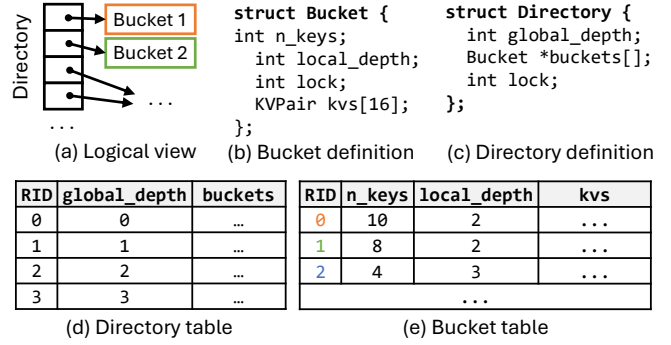 Directory
Bucket 1
Bucket 2
...
...
(a) Logical view
struct Bucket {
int n_keys;
int local_depth;
int lock;
KVPair kvs[16];
};
(b) Bucket definition
struct Directory {
int global_depth;
Bucket *buckets[];
int lock;
};
(c) Directory definition
RID global_depth buckets
0 0 …
1 1 …
2 2 …
3 3 …
(d) Directory table
RID n_keys local_depth kvs
0 10 2 ...
1 8 2 ...
2 4 3 ...
...
(e) Bucket table